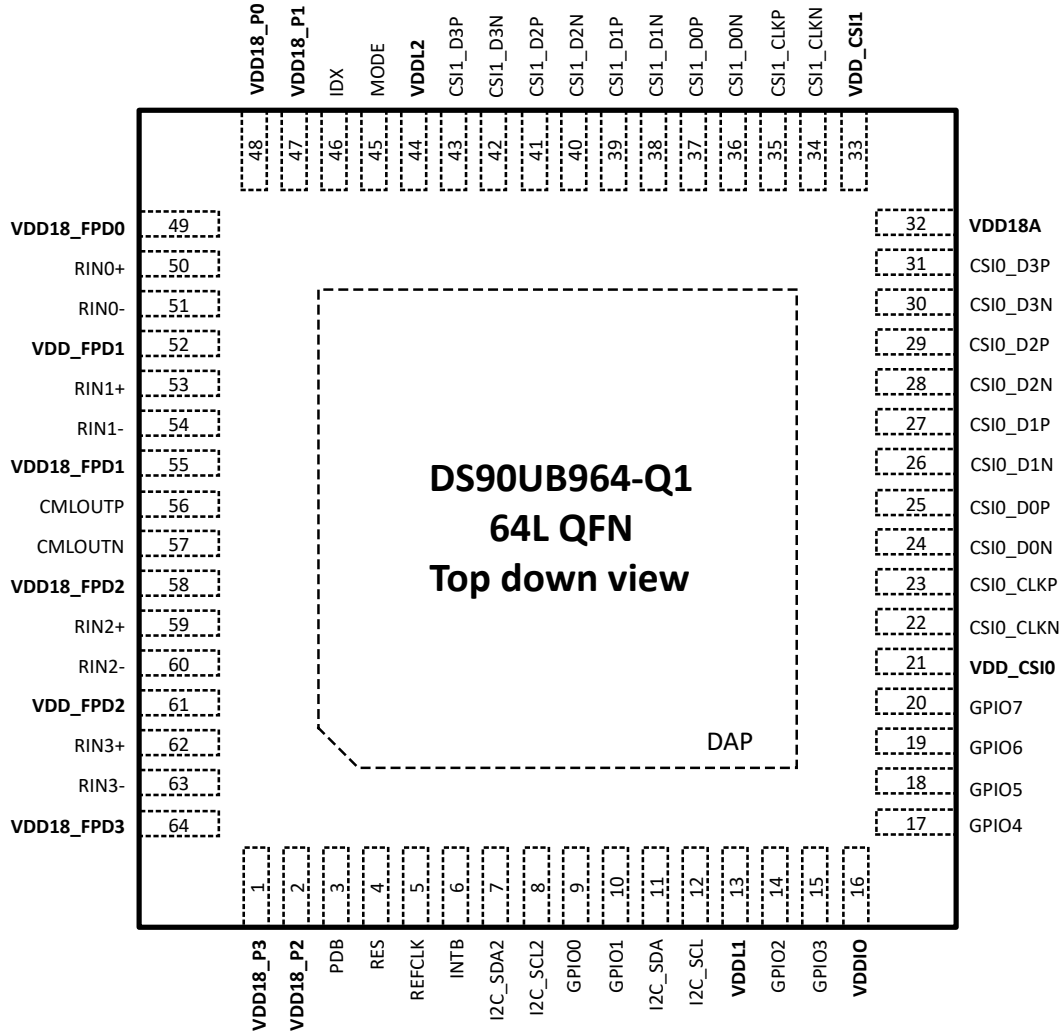 VDD18_P0
VDD18_P1
IDX
MODE
VDDL2
CSI1_D3P
CSI1_D3N
CSI1_D2P
CSI1_D2N
CSI1_D1P
CSI1_D1N
CSI1_D0P
CSI1_D0N
CSI1_CLKP
CSI1_CLKN
VDD_CSI1
48
47
46
45
44
43
42
41
40
39
38
37
36
35
34
33
VDD18_FPD0 49
RIN0+ 50
RIN0- 51
VDD_FPD1 52
RIN1+ 53
RIN1- 54
VDD18_FPD1 55
CMLOUTP 56
CMLOUTN 57
VDD18_FPD2 58
RIN2+ 59
RIN2- 60
VDD_FPD2 61
RIN3+ 62
RIN3- 63
VDD18_FPD3 64
DS90UB964-Q1
64L QFN
Top down view
DAP
32 VDD18A
31 CSI0_D3P
30 CSI0_D3N
29 CSI0_D2P
28 CSI0_D2N
27 CSI0_D1P
26 CSI0_D1N
25 CSI0_D0P
24 CSI0_D0N
23 CSI0_CLKP
22 CSI0_CLKN
21 VDD_CSI0
20 GPIO7
19 GPIO6
18 GPIO5
17 GPIO4
1
2
3
4
5
6
7
8
9
10
11
12
13
14
15
16
VDD18_P3
VDD18_P2
PDB
RES
REFCLK
INTB
I2C_SDA2
I2C_SCL2
GPIO0
GPIO1
I2C_SDA
I2C_SCL
VDDL1
GPIO2
GPIO3
VDDIO